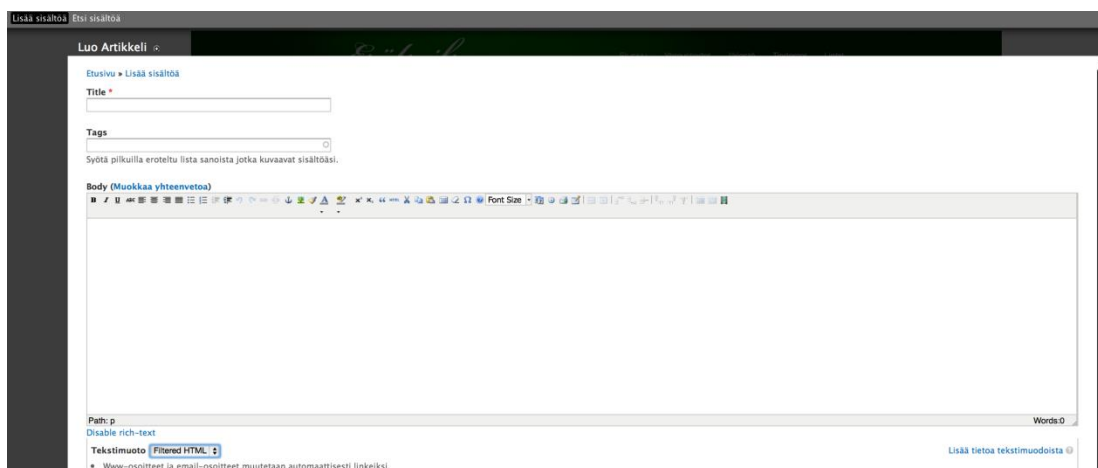 Lisää sisältöä Etsi sisältöä
Luo Artikkeli
Etusivu » Lisää sisältöä
Title *
Tags
Syötä pilkuilla eroteltu lista sanoista jotka kuvaavat sisältöäsi.
Body (Muokkaa yhteenvetoa)
Font Size
Path: p Words:0
Disable rich-text
Tekstimuoto Filtered HTML Lisää tietoa tekstimuodoista
Www-osoitteet ja email-osoitteet muutetaan automaattisesti linkeiksi.